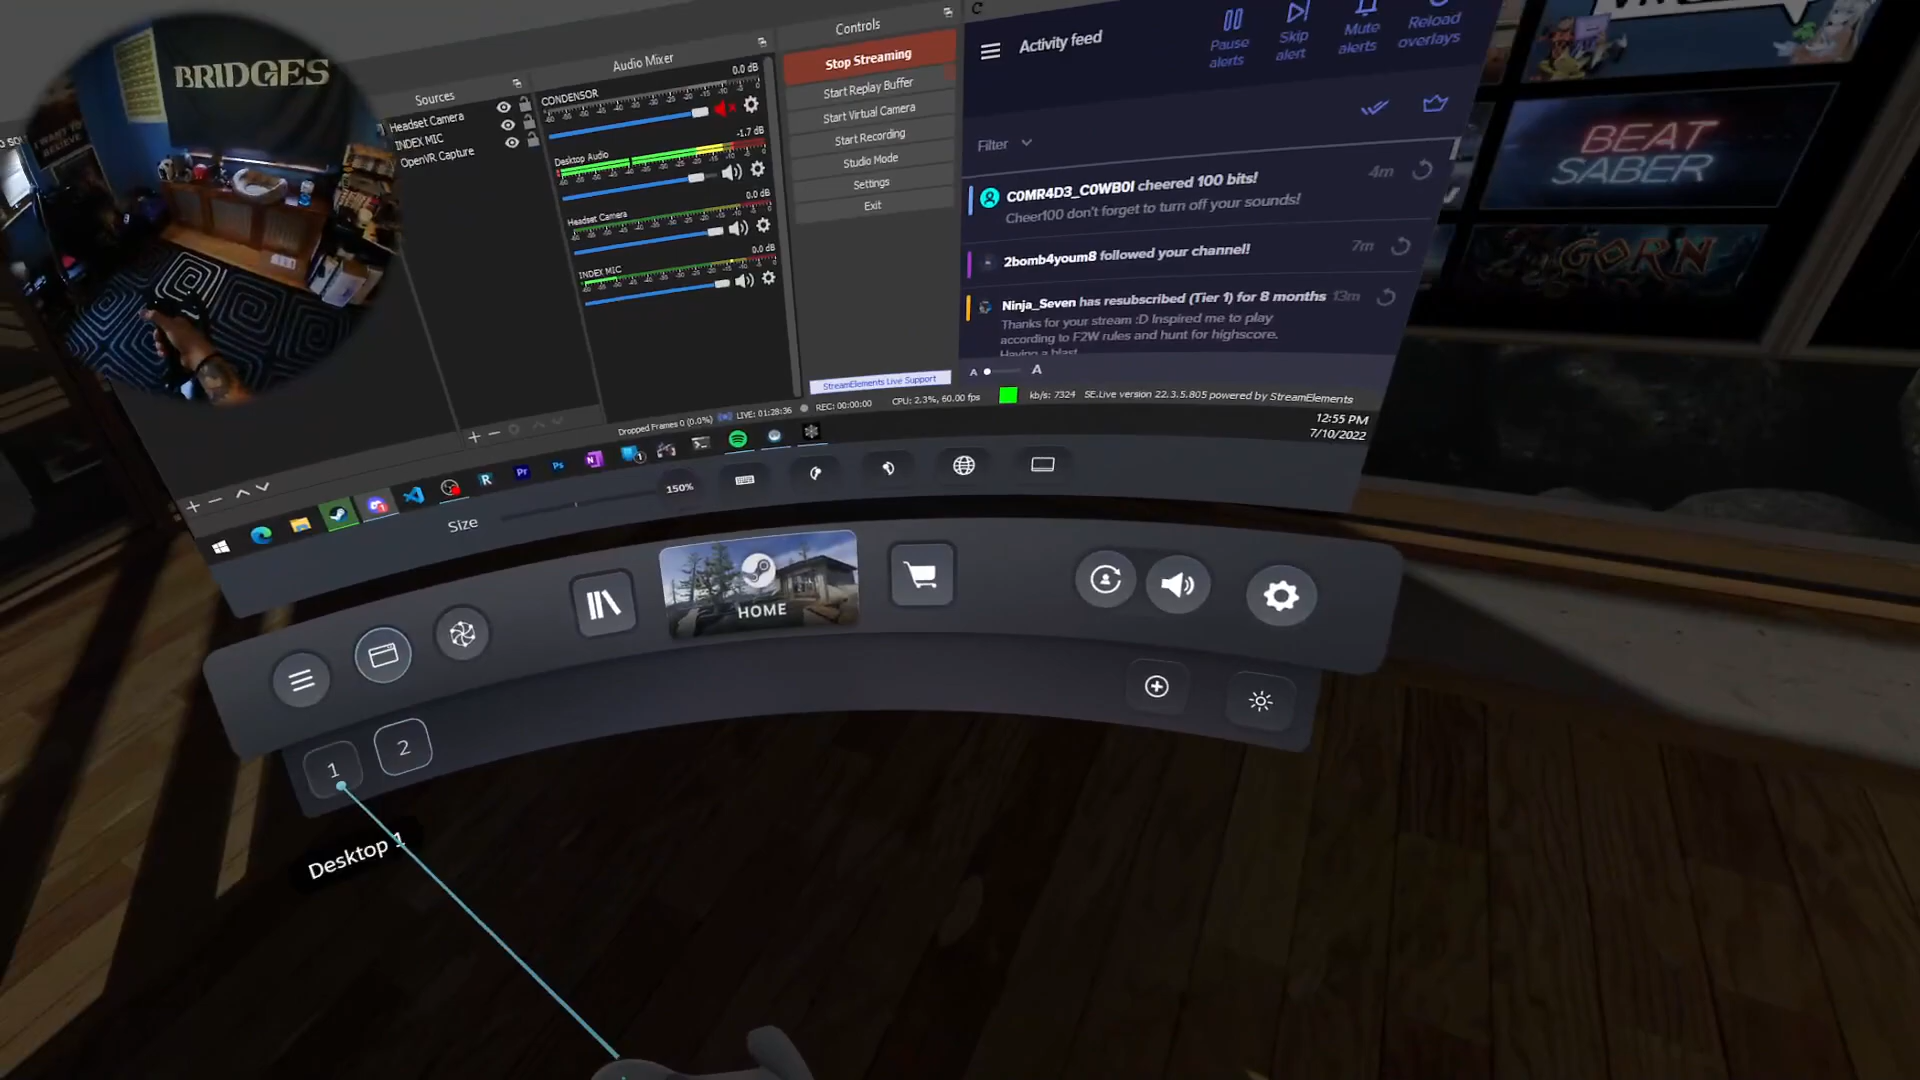 BRIDGES
I WANT TO
BELIEVE
Sources
Headset Camera
INDEX MIC
OpenVR Capture
Audio Mixer
CONDENSOR
0.0 dB
Desktop Audio
-1.7 dB
Headset Camera
0.0 dB
INDEX MIC
0.0 dB
Controls
Stop Streaming
Start Replay Buffer
Start Virtual Camera
Start Recording
Studio Mode
Settings
Exit
StreamElements Live Support
Activity feed
Pause
alerts
Skip
alert
Mute
alerts
Reload
overlays
Filter
C0MR4D3_C0WB0I cheered 100 bits!
4m
Cheer100 don't forget to turn off your sounds!
2bomb4youm8 followed your channel!
7m
Ninja_Seven has resubscribed (Tier 1) for 8 months
13m
Thanks for your stream :D Inspired me to play
according to F2W rules and hunt for highscore.
Having a blast
A
A
Dropped Frames 0 (0.0%)
LIVE: 01:28:36
REC: 00:00:00
CPU: 2.3%, 60.00 fps
kb/s: 7324
SE.Live version 22.3.5.805 powered by StreamElements
12:55 PM
7/10/2022
BEAT
SABER
GORN
Size
150%
HOME
1
2
Desktop 1